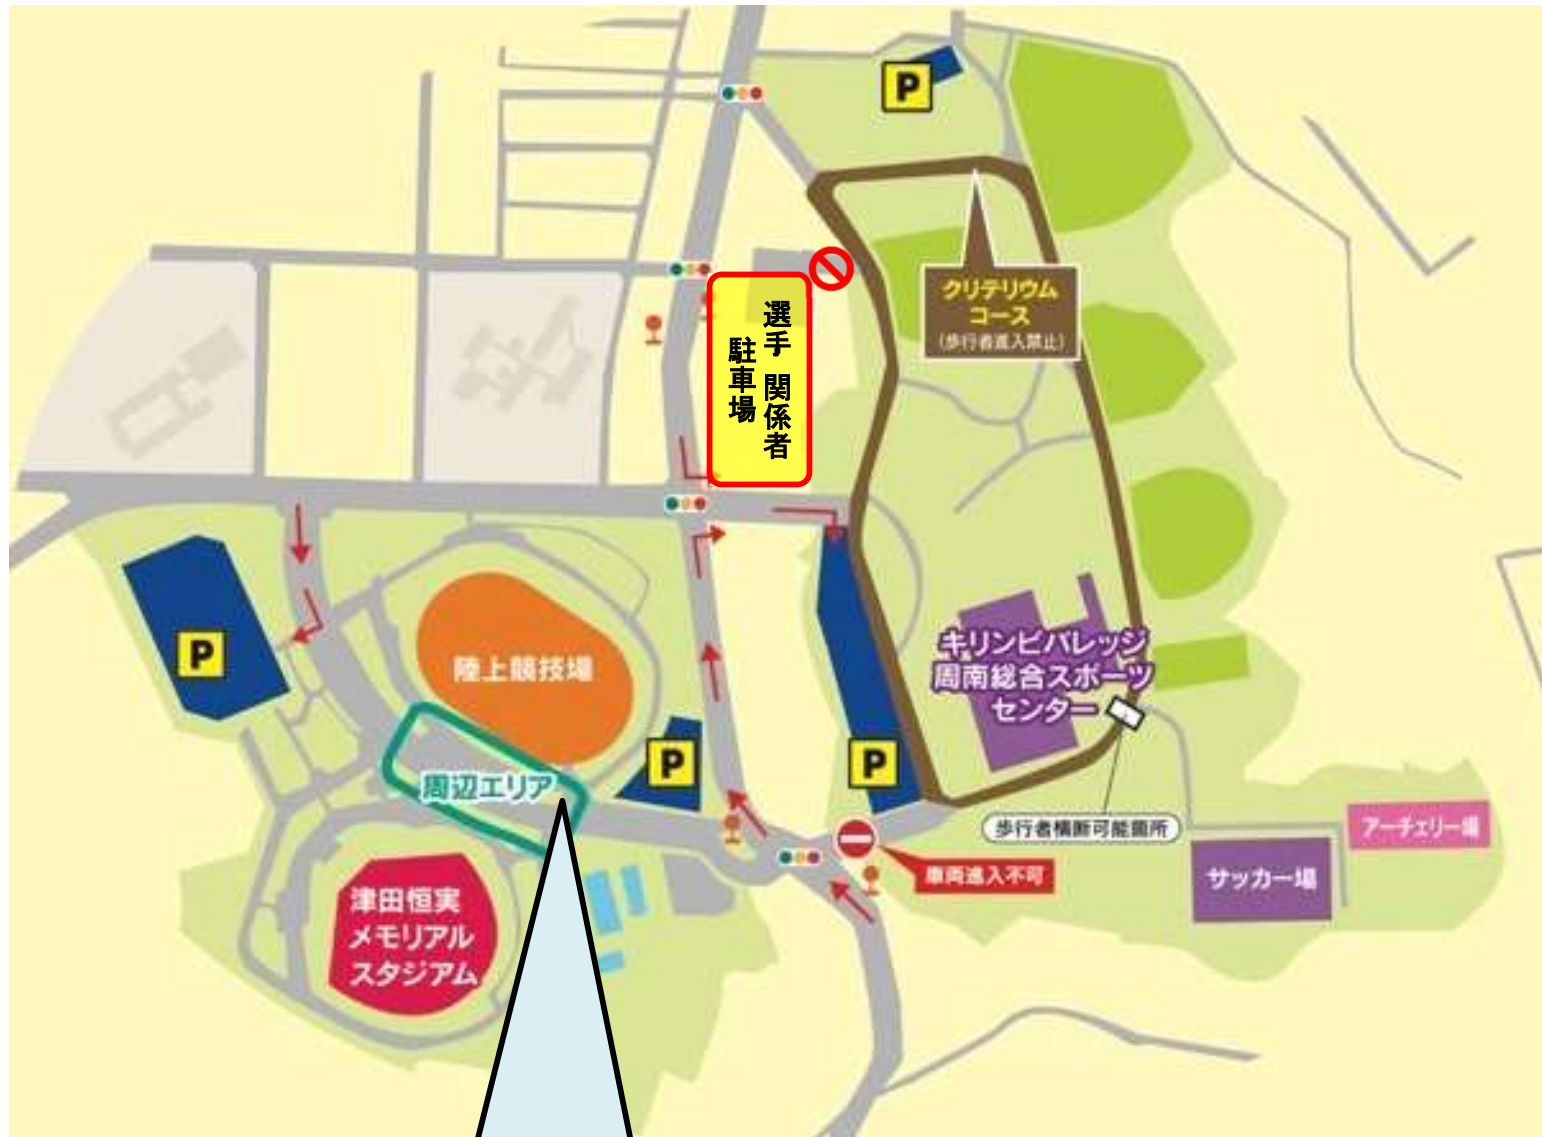 P
クリテリウム
コース
(歩行者進入禁止)
選手 関係者
駐車場
P
陸上競技場
キリンビバレッジ
周南総合スポーツ
センター
P
P
周辺エリア
歩行者横断可能箇所
アーチェリー場
車両進入不可
サッカー場
津田恒実
メモリアル
スタジアム